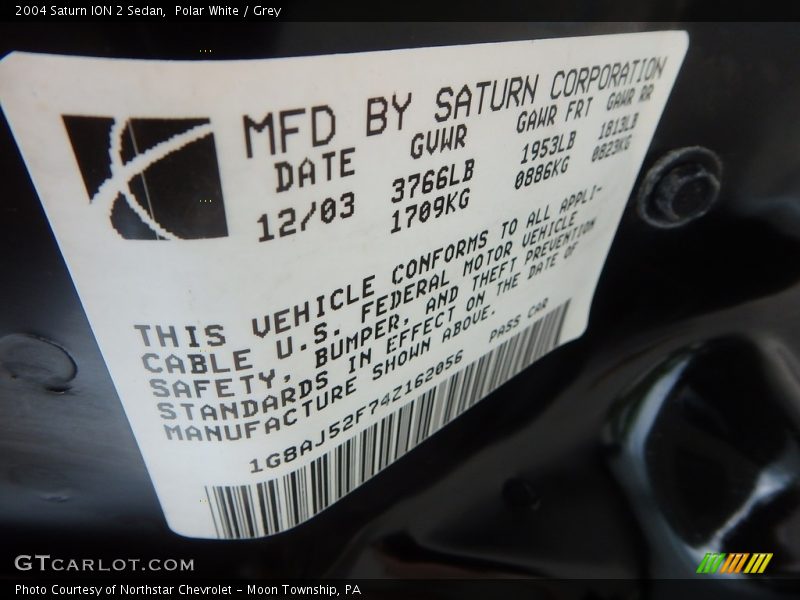 2004 Saturn ION 2 Sedan,  Polar White / Grey
MFD BY SATURN CORPORATION
DATE GVWR GAWR FRT GAWR RR
12/03 3766LB 1953LB 1813LB
1709KG 0886KG 0823KG
THIS VEHICLE CONFORMS TO ALL APPLI-
CABLE U.S. FEDERAL MOTOR VEHICLE
SAFETY, BUMPER, AND THEFT PREVENTION
STANDARDS IN EFFECT ON THE DATE OF
MANUFACTURE SHOWN ABOVE.
1G8AJ52F74Z162056 PASS CAR
GTCARLOT.COM
Photo Courtesy of Northstar Chevrolet - Moon Township, PA